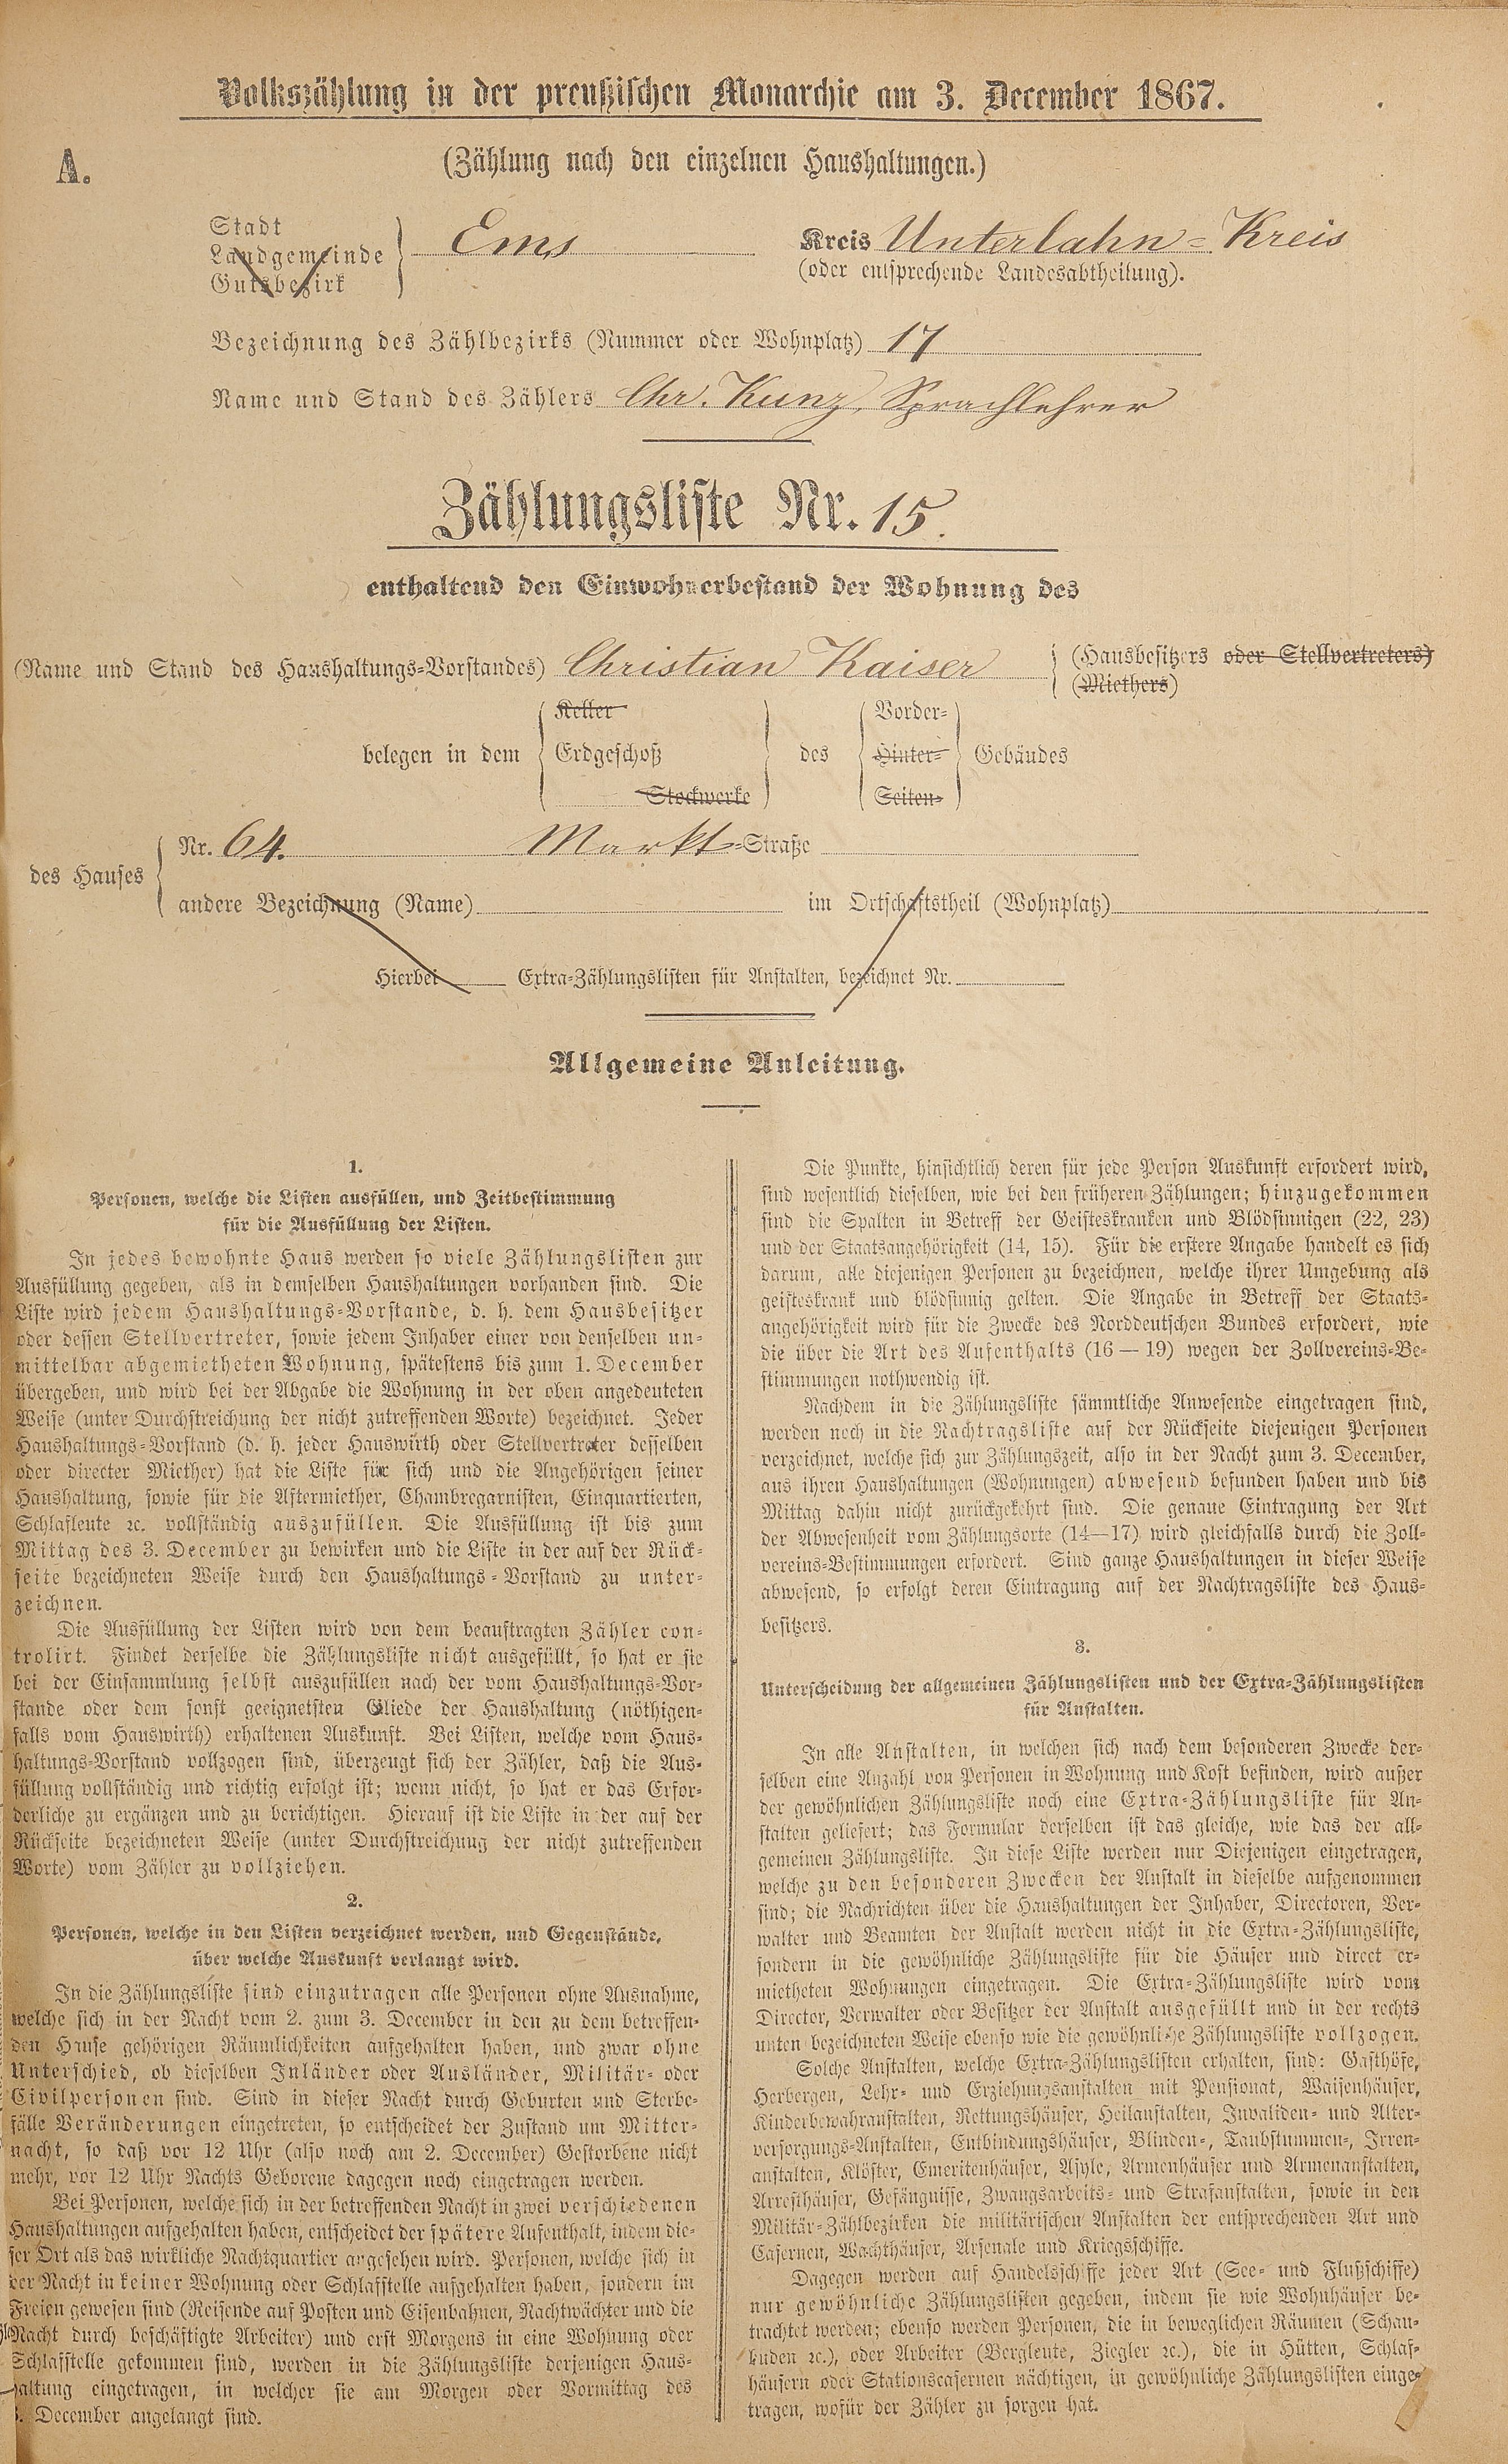 Volkszählung in der preußischen Monarchie am 3. December 1867.
A.
(Zählung nach den einzelnen Haushaltungen.)
Stadt
Landgemeinde
Gutsbezirk
Ems
Kreis Unterlahn=Kreis
(oder entsprechende Landesabtheilung).
Bezeichnung des Zählbezirks (Nummer oder Wohnplatz) 17
Name und Stand des Zählers Chr. Kunz, Sprachlehrer
Zählungsliste Nr. 15.
enthaltend den Einwohnerbestand der Wohnung des
(Name und Stand des Haushaltungs=Vorstandes) Christian Kaiser
(Hausbesitzers oder Stellvertreters)
(Miethers)
belegen in dem
Keller
Erdgeschoß
Stockwerke
des
Vorder=
Hinter=
Seiten=
Gebäudes
des Hauses
Nr. 64. Markt=Straße
andere Bezeichnung (Name) im Ortschaftstheil (Wohnplatz)
Hierbei Extra=Zählungslisten für Anstalten, bezeichnet Nr.
Allgemeine Anleitung.
1.
Personen, welche die Listen ausfüllen, und Zeitbestimmung
für die Ausfüllung der Listen.
In jedes bewohnte Haus werden so viele Zählungslisten zur
Ausfüllung gegeben, als in demselben Haushaltungen vorhanden sind. Die
Liste wird jedem Haushaltungs=Vorstande, d. h. dem Hausbesitzer
oder dessen Stellvertreter, sowie jedem Inhaber einer von denselben un=
mittelbar abgemietheten Wohnung, spätestens bis zum 1. December
übergeben, und wird bei der Abgabe die Wohnung in der oben angedeuteten
Weise (unter Durchstreichung der nicht zutreffenden Worte) bezeichnet. Jeder
Haushaltungs=Vorstand (d. h. jeder Hauswirth oder Stellvertreter desselben
oder directer Miether) hat die Liste für sich und die Angehörigen seiner
Haushaltung, sowie für die Aftermiether, Chambregarnisten, Einquartierten,
Schlafleute ꝛc. vollständig auszufüllen. Die Ausfüllung ist bis zum
Mittag des 3. December zu bewirken und die Liste in der auf der Rück=
seite bezeichneten Weise durch den Haushaltungs=Vorstand zu unter=
zeichnen.
Die Ausfüllung der Listen wird von dem beauftragten Zähler con=
trolirt. Findet derselbe die Zählungsliste nicht ausgefüllt, so hat er sie
bei der Einsammlung selbst auszufüllen nach der vom Haushaltungs=Vor=
stande oder dem sonst geeignetsten Gliede der Haushaltung (nöthigen=
falls vom Hauswirth) erhaltenen Auskunft. Bei Listen, welche vom Haus=
haltungs=Vorstand vollzogen sind, überzeugt sich der Zähler, daß die Aus=
füllung vollständig und richtig erfolgt ist; wenn nicht, so hat er das Erfor=
derliche zu ergänzen und zu berichtigen. Hierauf ist die Liste in der auf der
Rückseite bezeichneten Weise (unter Durchstreichung der nicht zutreffenden
Worte) vom Zähler zu vollziehen.
2.
Personen, welche in den Listen verzeichnet werden, und Gegenstände,
über welche Auskunft verlangt wird.
In die Zählungsliste sind einzutragen alle Personen ohne Ausnahme,
welche sich in der Nacht vom 2. zum 3. December in den zu dem betreffen=
den Hause gehörigen Räumlichkeiten aufgehalten haben, und zwar ohne
Unterschied, ob dieselben Inländer oder Ausländer, Militär= oder
Civilpersonen sind. Sind in dieser Nacht durch Geburten und Sterbe=
fälle Veränderungen eingetreten, so entscheidet der Zustand um Mitter=
nacht, so daß vor 12 Uhr (also noch am 2. December) Gestorbene nicht
mehr, vor 12 Uhr Nachts Geborene dagegen noch eingetragen werden.
Bei Personen, welche sich in der betreffenden Nacht in zwei verschiedenen
Haushaltungen aufgehalten haben, entscheidet der spätere Aufenthalt, indem die=
ser Ort als das wirkliche Nachtquartier angesehen wird. Personen, welche sich in
der Nacht in keiner Wohnung oder Schlafstelle aufgehalten haben, sondern im
Freien gewesen sind (Reisende auf Posten und Eisenbahnen, Nachtwächter und die
Nacht durch beschäftigte Arbeiter) und erst Morgens in eine Wohnung oder
Schlafstelle gekommen sind, werden in die Zählungsliste derjenigen Haus=
haltung eingetragen, in welcher sie am Morgen oder Vormittag des
3. December angelangt sind.
Die Punkte, hinsichtlich deren für jede Person Auskunft erfordert wird,
sind wesentlich dieselben, wie bei den früheren Zählungen; hinzugekommen
sind die Spalten in Betreff der Geisteskranken und Blödsinnigen (22, 23)
und der Staatsangehörigkeit (14, 15). Für die erstere Angabe handelt es sich
darum, alle diejenigen Personen zu bezeichnen, welche ihrer Umgebung als
geisteskrank und blödsinnig gelten. Die Angabe in Betreff der Staats=
angehörigkeit wird für die Zwecke des Norddeutschen Bundes erfordert, wie
die über die Art des Aufenthalts (16—19) wegen der Zollvereins=Be=
stimmungen nothwendig ist.
Nachdem in die Zählungsliste sämmtliche Anwesende eingetragen sind,
werden noch in die Nachtragsliste auf der Rückseite diejenigen Personen
verzeichnet, welche sich zur Zählungszeit, also in der Nacht zum 3. December,
aus ihren Haushaltungen (Wohnungen) abwesend befunden haben und bis
Mittag dahin nicht zurückgekehrt sind. Die genaue Eintragung der Art
der Abwesenheit vom Zählungsorte (14—17) wird gleichfalls durch die Zoll=
vereins=Bestimmungen erfordert. Sind ganze Haushaltungen in dieser Weise
abwesend, so erfolgt deren Eintragung auf der Nachtragsliste des Haus=
besitzers.
3.
Unterscheidung der allgemeinen Zählungslisten und der Extra=Zählungslisten
für Anstalten.
In alle Anstalten, in welchen sich nach dem besonderen Zwecke der=
selben eine Anzahl von Personen in Wohnung und Kost befinden, wird außer
der gewöhnlichen Zählungsliste noch eine Extra=Zählungsliste für An=
stalten geliefert; das Formular derselben ist das gleiche, wie das der all=
gemeinen Zählungsliste. In diese Liste werden nur Diejenigen eingetragen,
welche zu den besonderen Zwecken der Anstalt in dieselbe aufgenommen
sind; die Nachrichten über die Haushaltungen der Inhaber, Directoren, Ver=
walter und Beamten der Anstalt werden nicht in die Extra=Zählungsliste,
sondern in die gewöhnliche Zählungsliste für die Häuser und direct er=
mietheten Wohnungen eingetragen. Die Extra=Zählungsliste wird vom
Director, Verwalter oder Besitzer der Anstalt ausgefüllt und in der rechts
unten bezeichneten Weise ebenso wie die gewöhnliche Zählungsliste vollzogen.
Solche Anstalten, welche Extra=Zählungslisten erhalten, sind: Gasthöfe,
Herbergen, Lehr= und Erziehungsanstalten mit Pensionat, Waisenhäuser,
Kinderbewahranstalten, Rettungshäuser, Heilanstalten, Invaliden= und Alter=
versorgungs=Anstalten, Entbindungshäuser, Blinden=, Taubstummen=, Irren=
anstalten, Klöster, Emeritenhäuser, Asyle, Armenhäuser und Armenanstalten,
Arresthäuser, Gefängnisse, Zwangsarbeits= und Strafanstalten, sowie in den
Militär=Zählbezirken die militärischen Anstalten der entsprechenden Art und
Casernen, Wachthäuser, Arsenale und Kriegsschiffe.
Dagegen werden auf Handelsschiffe jeder Art (See= und Flußschiffe)
nur gewöhnliche Zählungslisten gegeben, indem sie wie Wohnhäuser be=
trachtet werden; ebenso werden Personen, die in beweglichen Räumen (Schau=
buden ꝛc.), oder Arbeiter (Bergleute, Ziegler ꝛc.), die in Hütten, Schlaf=
häusern oder Stationscasernen nächtigen, in gewöhnliche Zählungslisten einge=
tragen, wofür der Zähler zu sorgen hat.